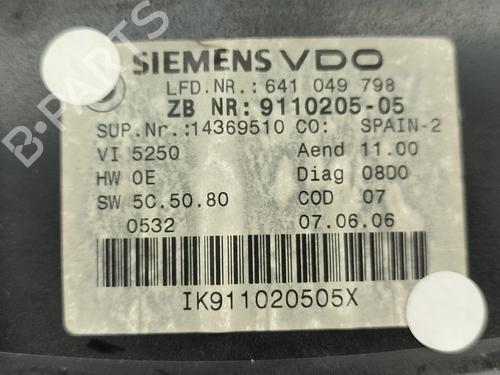 SIEMENS VDO
LFD.NR.: 641 049 798
ZB NR: 9110205-05
SUP.Nr.:14369510 CO: SPAIN-2
VI 5250 Aend 11.00
HW 0E Diag 08D0
SW 5C.50.80 COD 07
0532 07.06.06
IK911020505X
B-PARTS